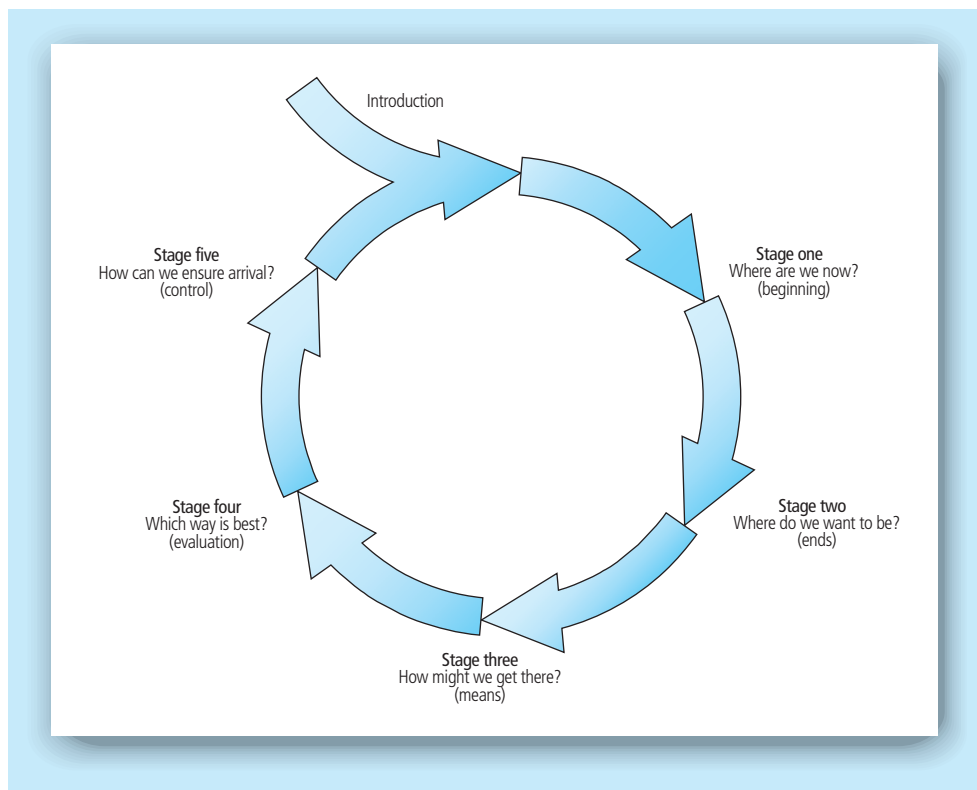 Introduction
Stage one
Where are we now?
(beginning)
Stage two
Where do we want to be?
(ends)
Stage three
How might we get there?
(means)
Stage four
Which way is best?
(evaluation)
Stage five
How can we ensure arrival?
(control)